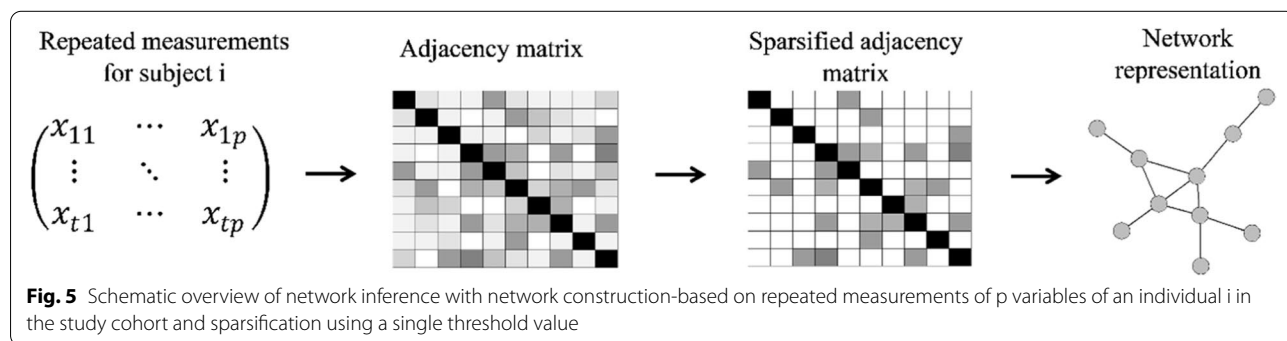 Repeated measurements
for subject i
Adjacency matrix
Sparsified adjacency
matrix
Network
representation
x₁₁ ⋯ x₁ₚ
⋮ ⋱ ⋮
xₜ₁ ⋯ xₜₚ
Fig. 5 Schematic overview of network inference with network construction-based on repeated measurements of p variables of an individual i in
the study cohort and sparsification using a single threshold value